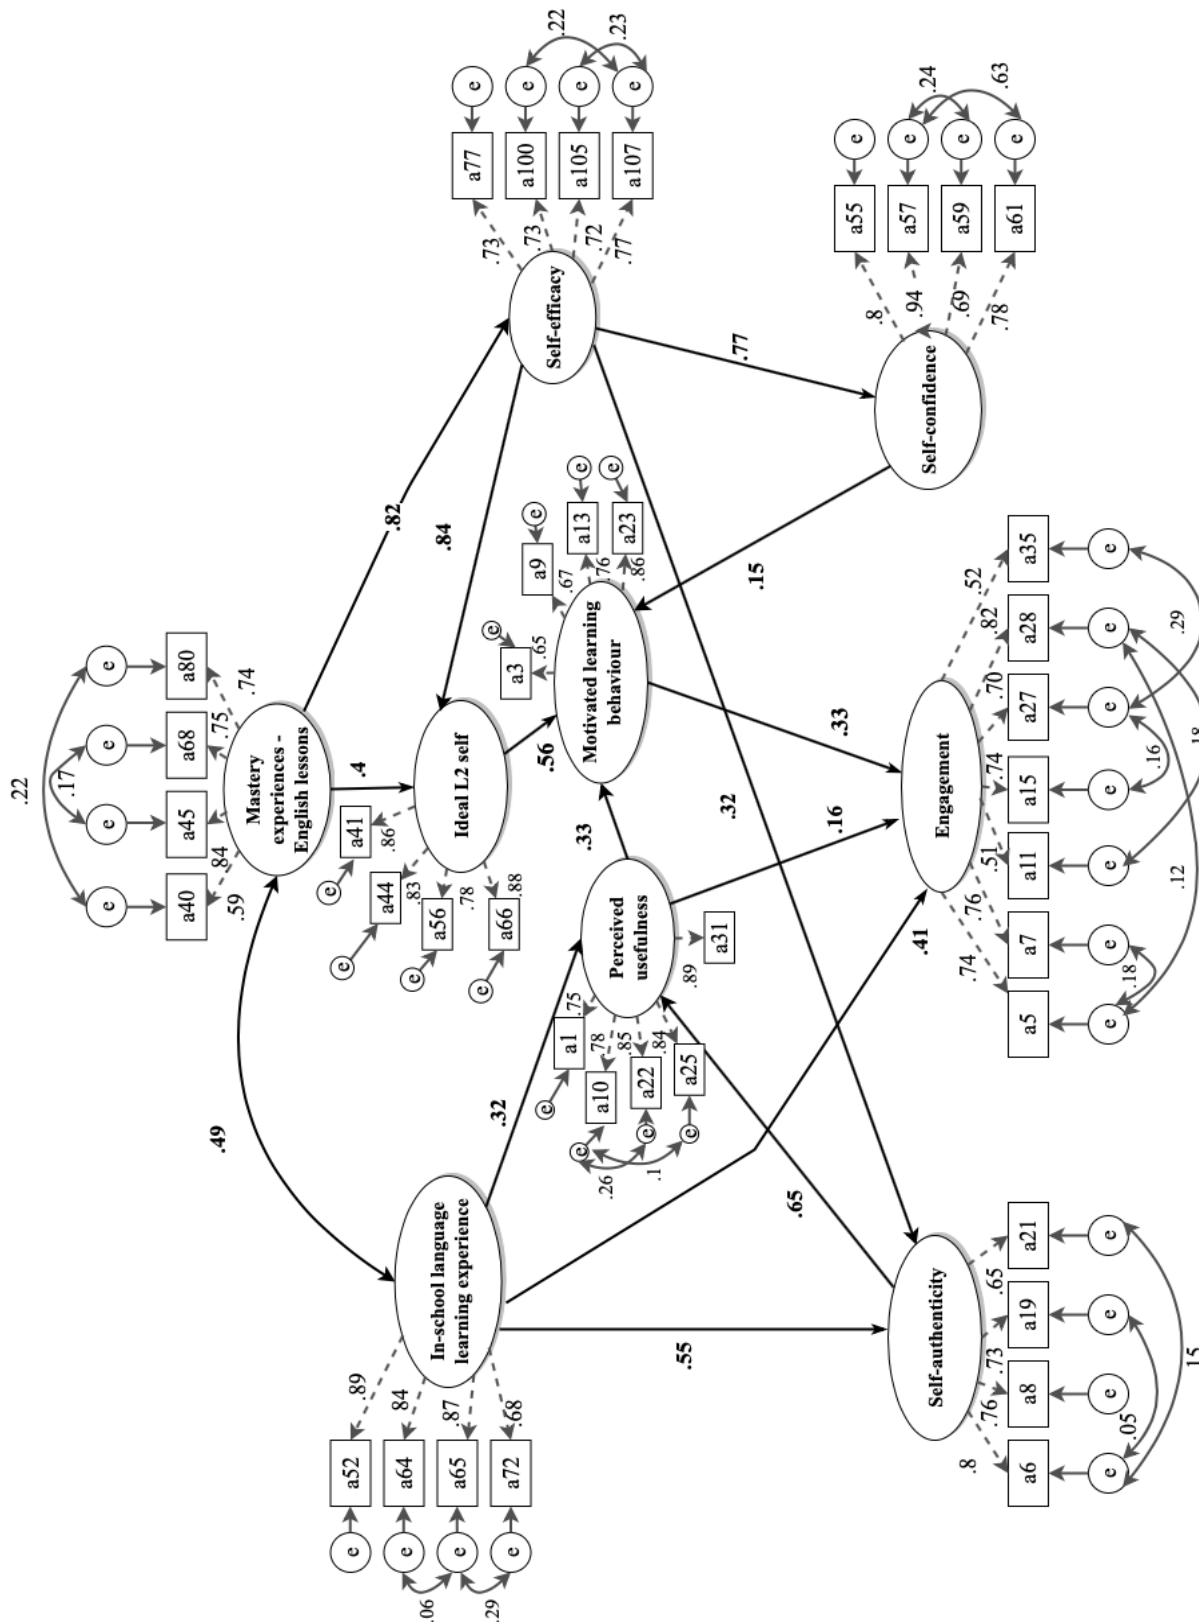 .06
.29
e
e
e
e
a52
a64
a65
a72
.89
.84
.87
.68
In-school language
learning experience
.49
.22
.17
e
e
e
e
a40
a45
a68
a80
.59
.84
.75
.74
Mastery
experiences -
English lessons
.82
.4
.84
e
e
e
e
a41
a44
a56
a66
.86
.83
.78
.88
Ideal L2 self
.56
a77
a100
a105
a107
e
e
e
e
.22
.23
.73
.73
.72
.77
Self-efficacy
.32
e
e
e
e
a1
a10
a22
a25
a31
.75
.78
.85
.84
.89
.26
.1
Perceived
usefulness
.33
e
e
e
e
a3
a9
a13
a23
.65
.67
.76
.86
Motivated learning
behaviour
.77
.55
.65
.41
.16
.33
.32
.15
Self-authenticity
.8
.76
.73
.65
a6
a8
a19
a21
e
e
e
e
.05
.15
Engagement
.74
.76
.51
.74
.70
.82
.52
a5
a7
a11
a15
a27
a28
a35
e
e
e
e
e
e
e
.18
.12
.16
.18
.29
Self-confidence
.8
.94
.69
.78
a55
a57
a59
a61
e
e
e
e
.24
.63